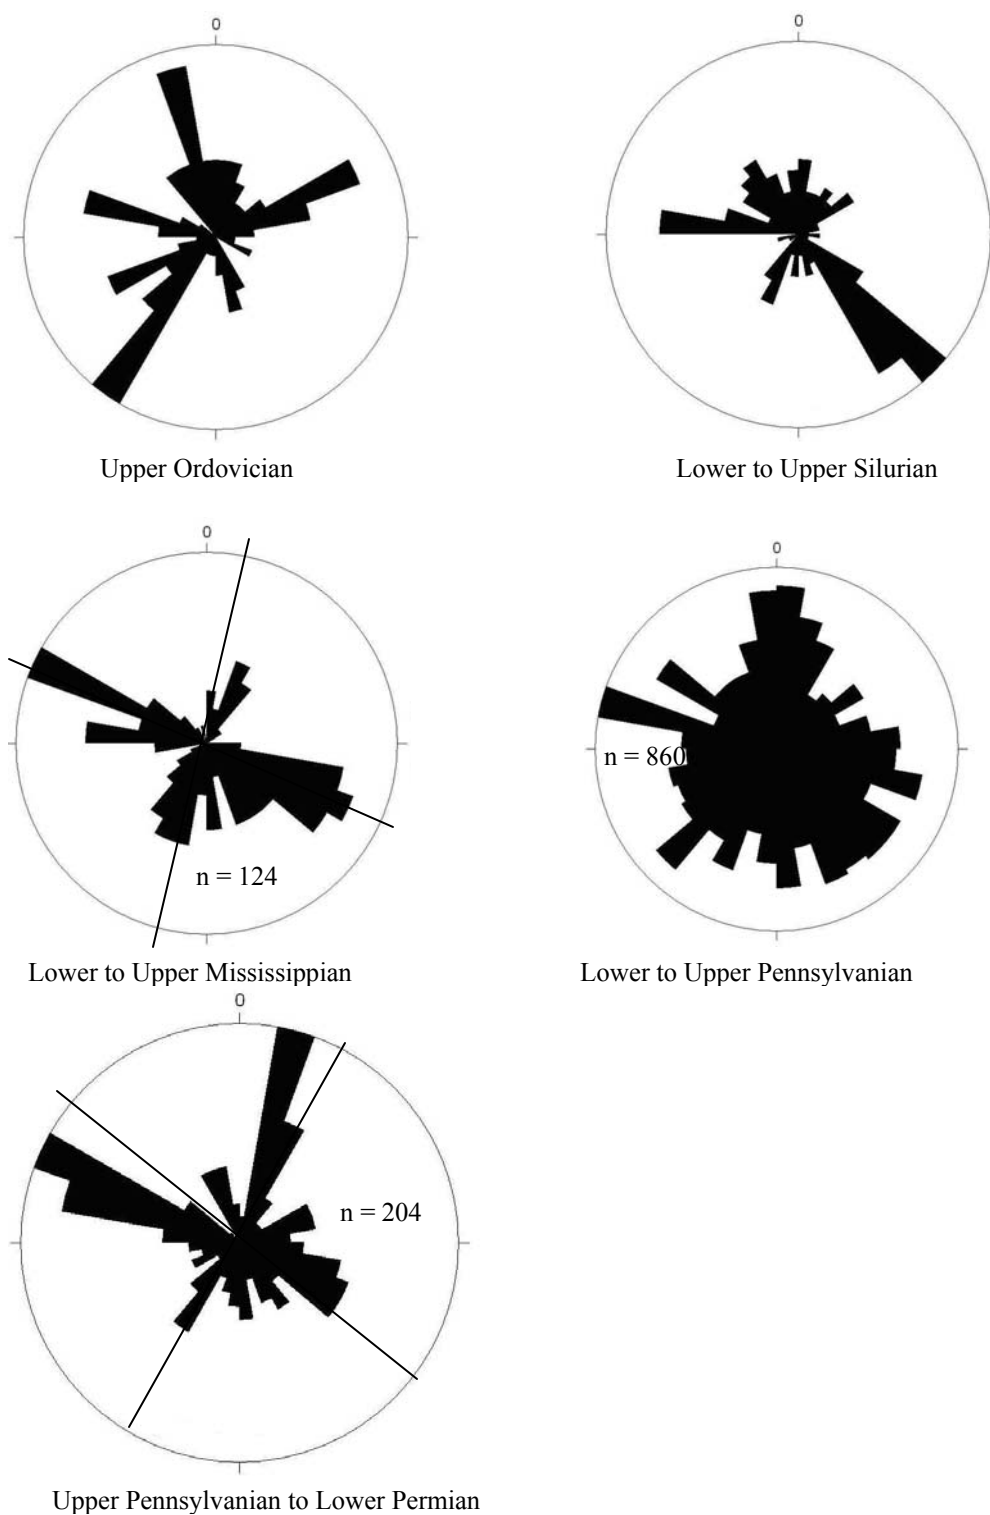 0
0
Upper Ordovician
Lower to Upper Silurian
0
0
n = 860
n = 124
Lower to Upper Mississippian
Lower to Upper Pennsylvanian
0
n = 204
Upper Pennsylvanian to Lower Permian